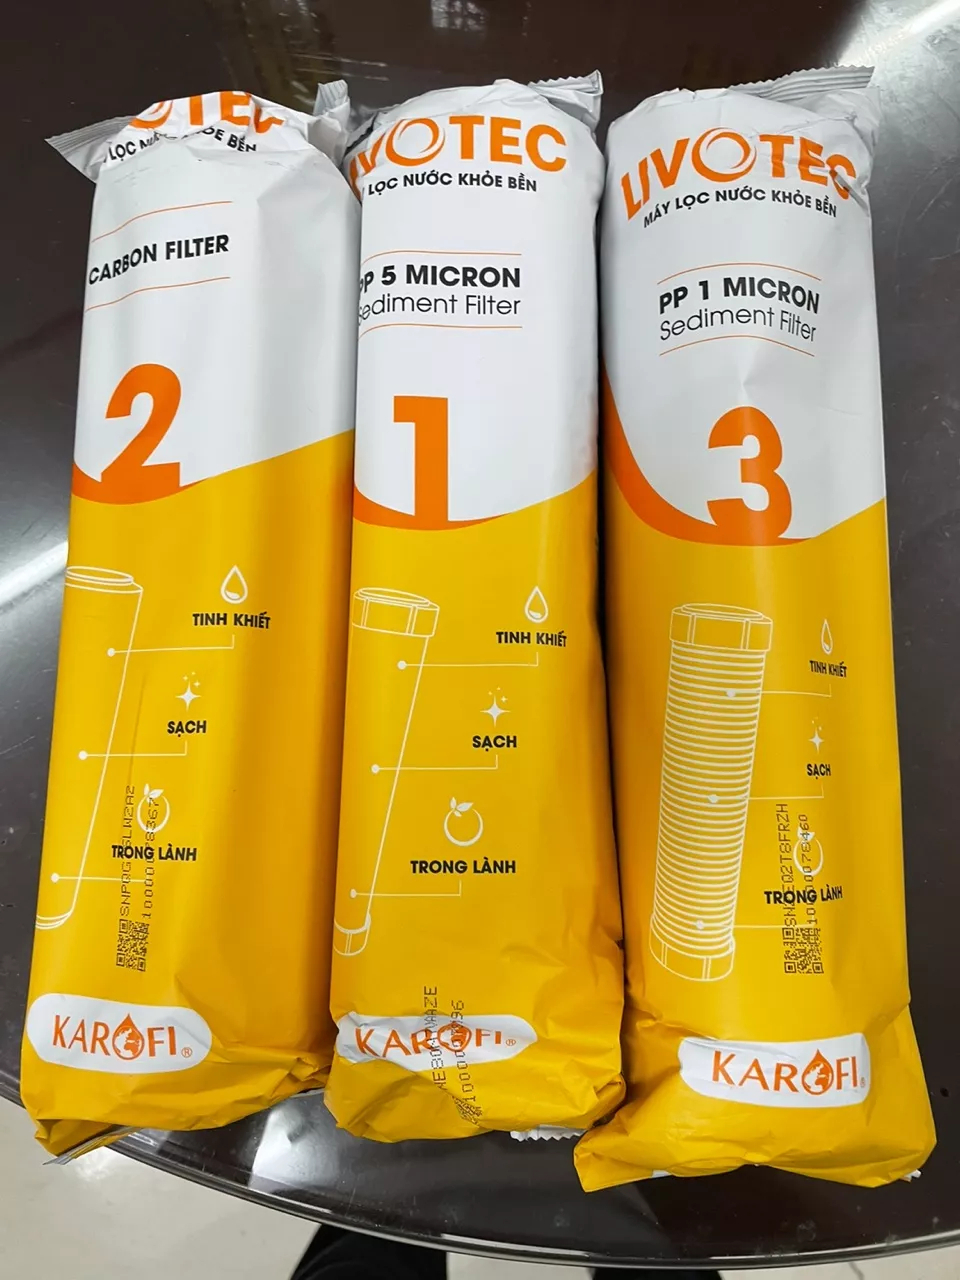 LỌC NƯỚC KHỎE BỀN
CARBON FILTER
2
TINH KHIẾT
SẠCH
TRONG LÀNH
1000000078367
KAROFI®
LIVOTEC
LỌC NƯỚC KHỎE BỀN
PP 5 MICRON
Sediment Filter
1
TINH KHIẾT
SẠCH
TRONG LÀNH
KAROFI®
LIVOTEC
MÁY LỌC NƯỚC KHỎE BỀN
PP 1 MICRON
Sediment Filter
3
TINH KHIẾT
SẠCH
TRONG LÀNH
KAROFI®